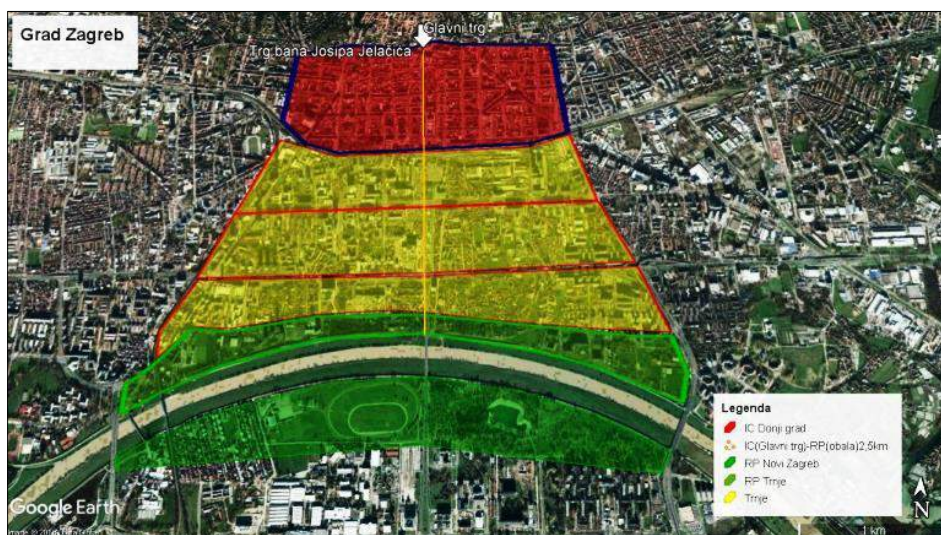 Grad Zagreb
Glavni trg
Trg bana Josipa Jelačića
Legenda
IC Donji grad
IC(Glavni trg)-RP(obala)2,5km
RP Novi Zagreb
RP Trnje
Trnje
Google Earth
N
1 km